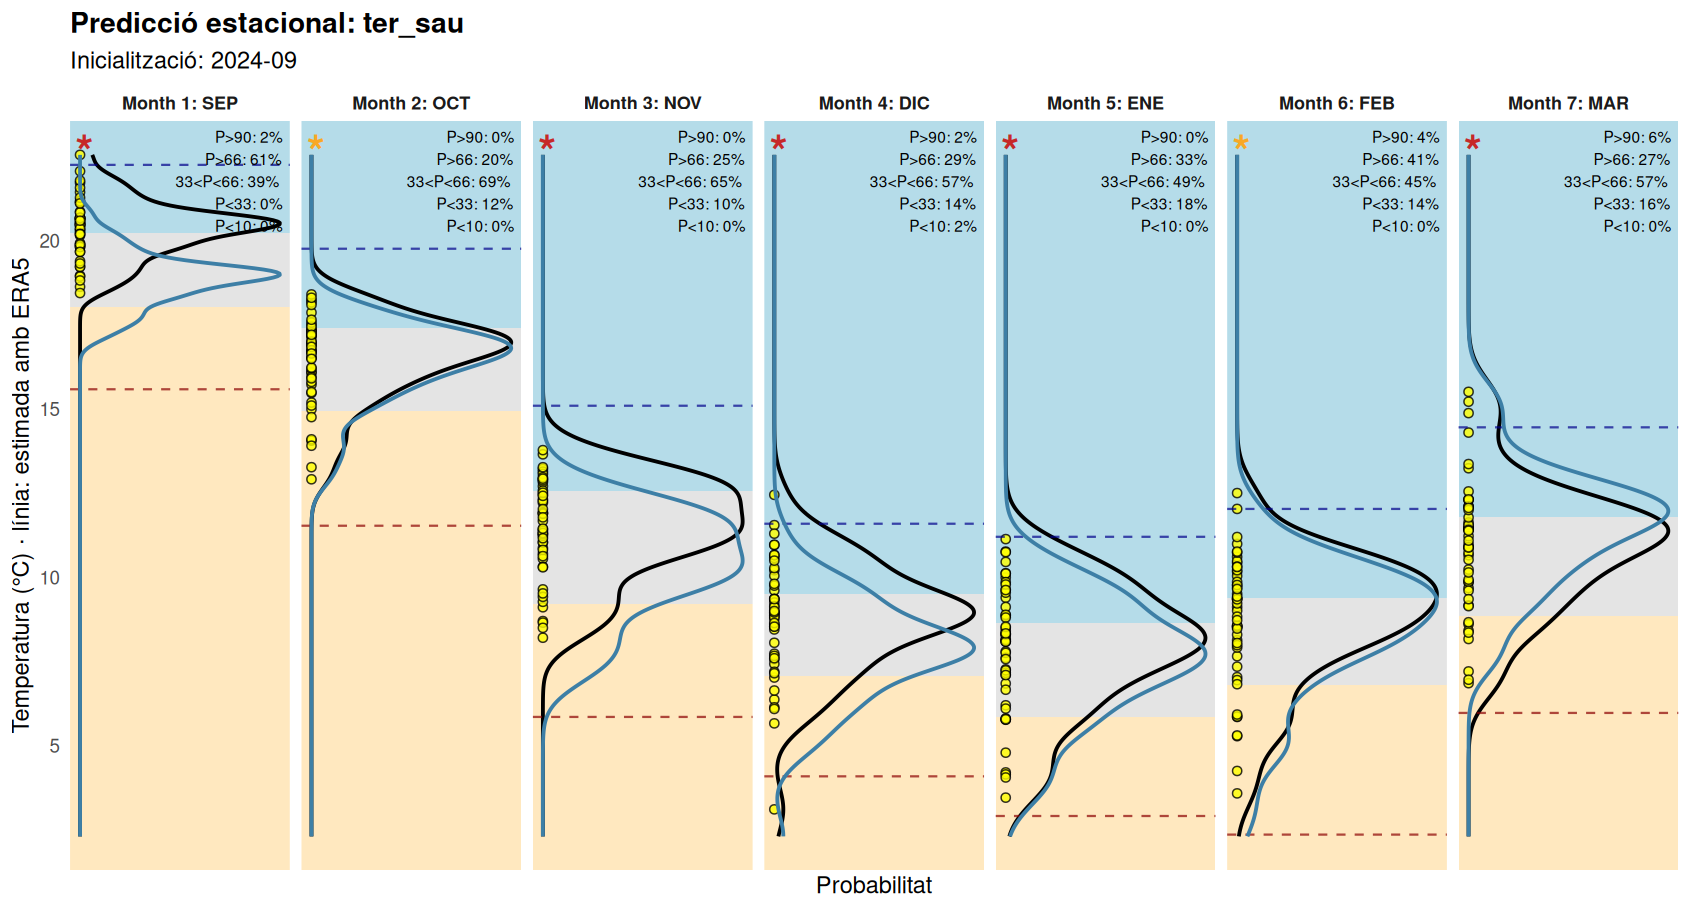 Predicció estacional: ter_sau
Inicialització: 2024-09
Month 1: SEP
Month 2: OCT
Month 3: NOV
Month 4: DIC
Month 5: ENE
Month 6: FEB
Month 7: MAR
*
P>90: 2%
P>66: 61%
33<P<66: 39%
P<33: 0%
P<10: 0%
*
P>90: 0%
P>66: 20%
33<P<66: 69%
P<33: 12%
P<10: 0%
*
P>90: 0%
P>66: 25%
33<P<66: 65%
P<33: 10%
P<10: 0%
*
P>90: 2%
P>66: 29%
33<P<66: 57%
P<33: 14%
P<10: 2%
*
P>90: 0%
P>66: 33%
33<P<66: 49%
P<33: 18%
P<10: 0%
*
P>90: 4%
P>66: 41%
33<P<66: 45%
P<33: 14%
P<10: 0%
*
P>90: 6%
P>66: 27%
33<P<66: 57%
P<33: 16%
P<10: 0%
20
15
10
5
Temperatura (°C) · línia: estimada amb ERA5
Probabilitat